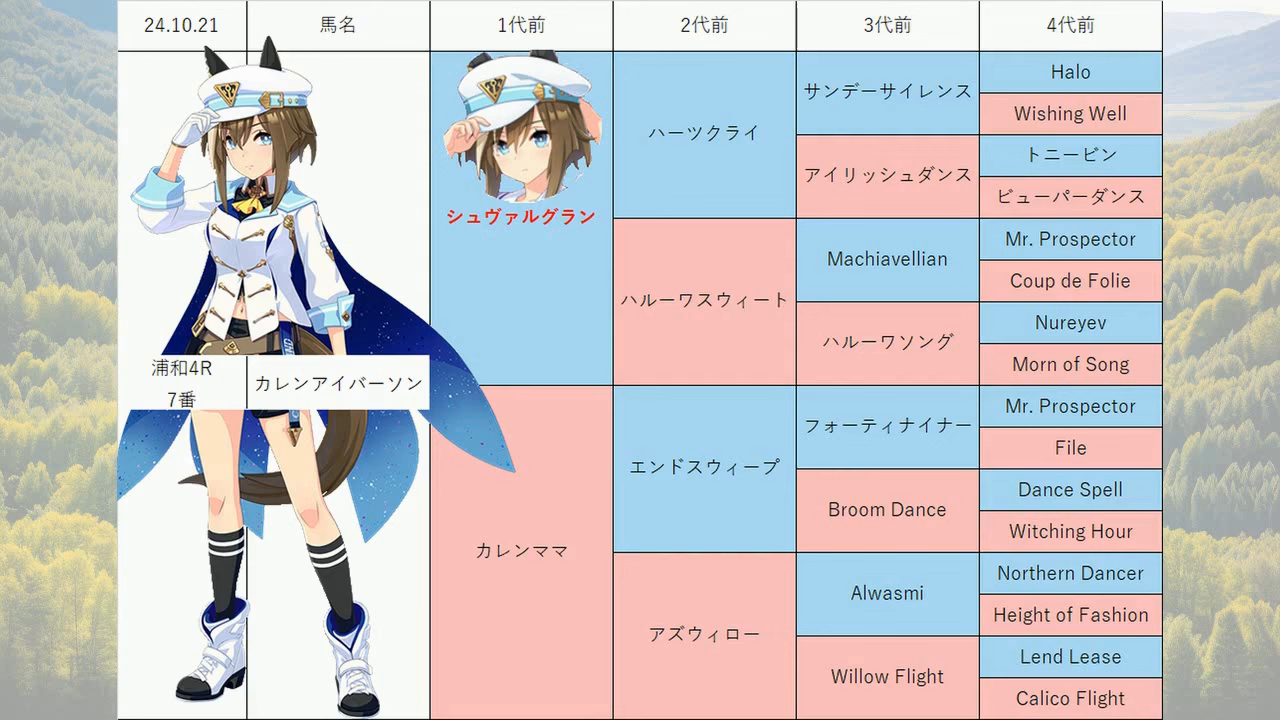 24.10.21
馬名
1代前
2代前
3代前
4代前
浦和4R
7番
カレンアイバーソン
シュヴァルグラン
カレンママ
ハーツクライ
ハルーワスウィート
エンドスウィープ
アズウィロー
サンデーサイレンス
アイリッシュダンス
Machiavellian
ハルーワソング
フォーティナイナー
Broom Dance
Alwasmi
Willow Flight
Halo
Wishing Well
トニービン
ビューパーダンス
Mr. Prospector
Coup de Folie
Nureyev
Morn of Song
Mr. Prospector
File
Dance Spell
Witching Hour
Northern Dancer
Height of Fashion
Lend Lease
Calico Flight